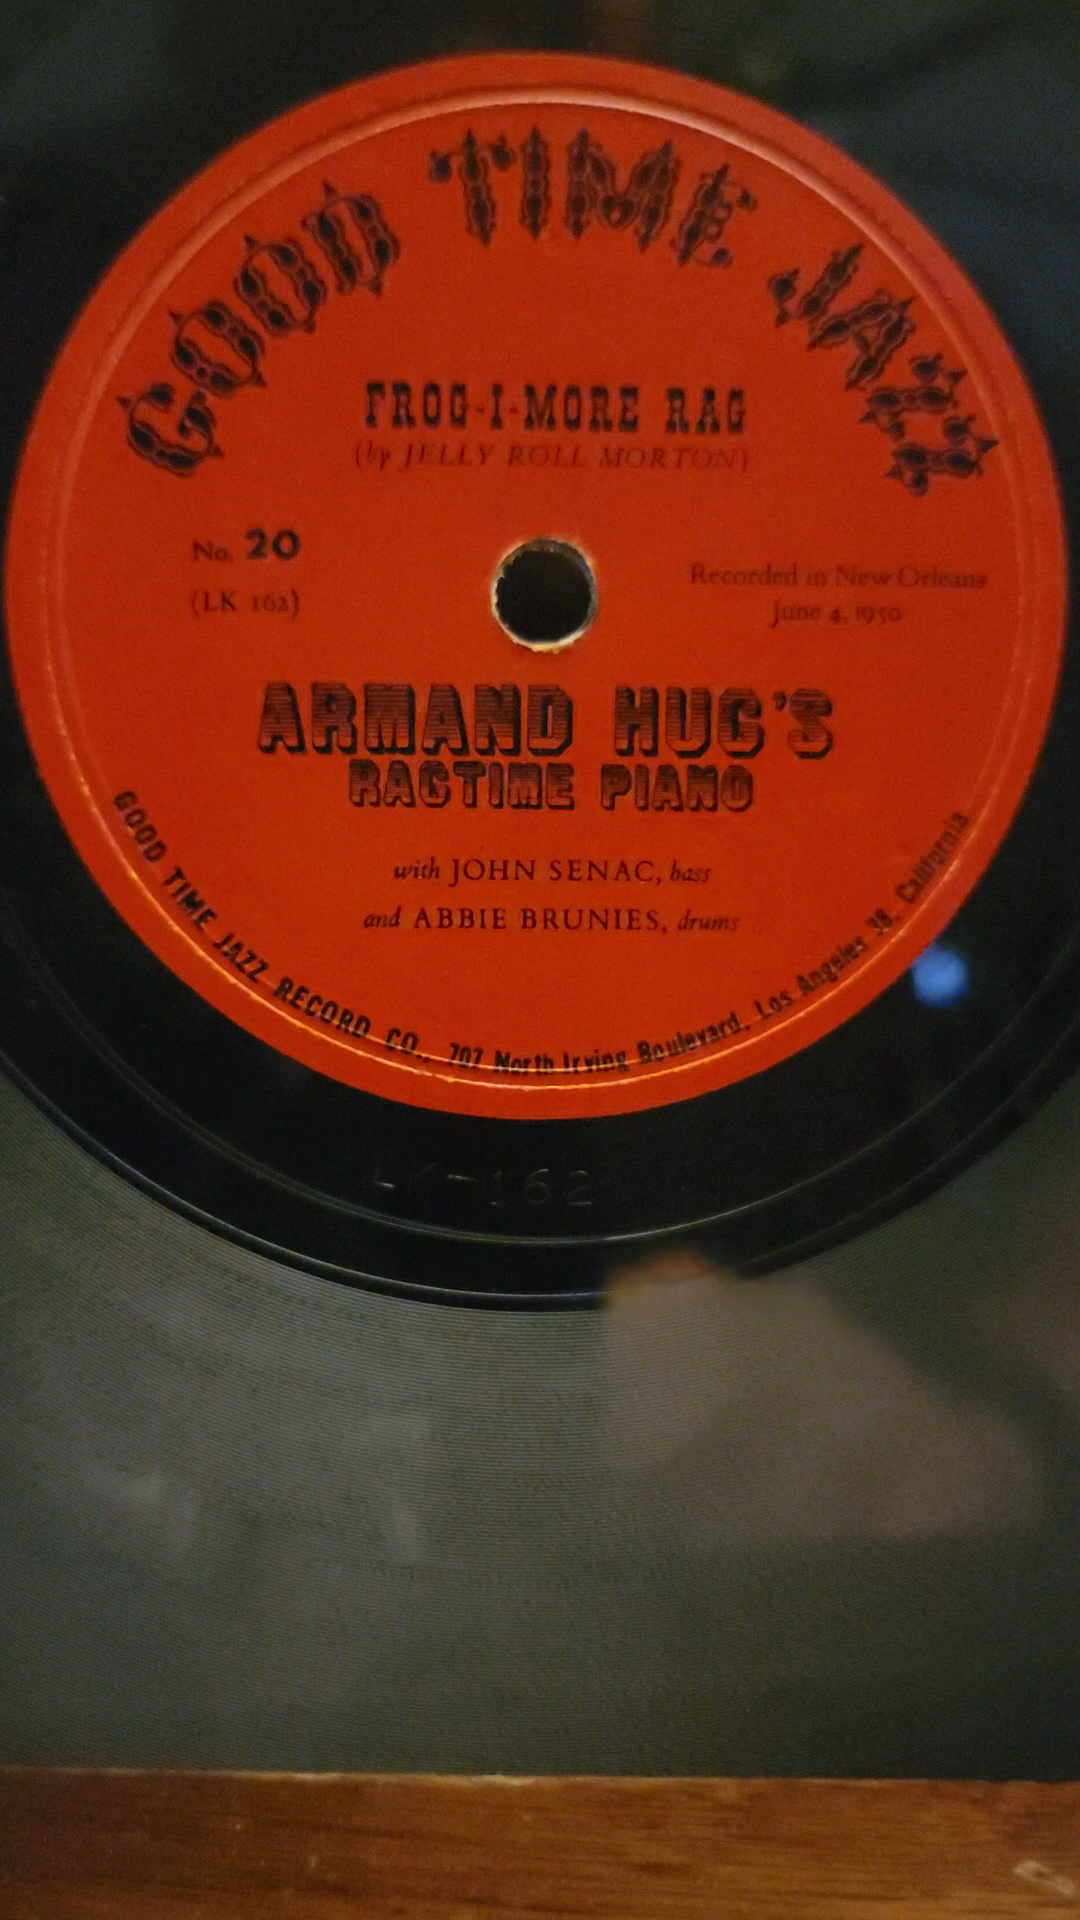 GOOD TIME JAZZ
FROG-I-MORE RAG
(by JELLY ROLL MORTON)
No. 20
(LK 162)
Recorded in New Orleans
June 4, 1950
ARMAND HUG'S
RAGTIME PIANO
with JOHN SENAC, bass
and ABBIE BRUNIES, drums
GOOD TIME JAZZ RECORD CO., 707 North Irving Boulevard, Los Angeles 38, California
LK-162